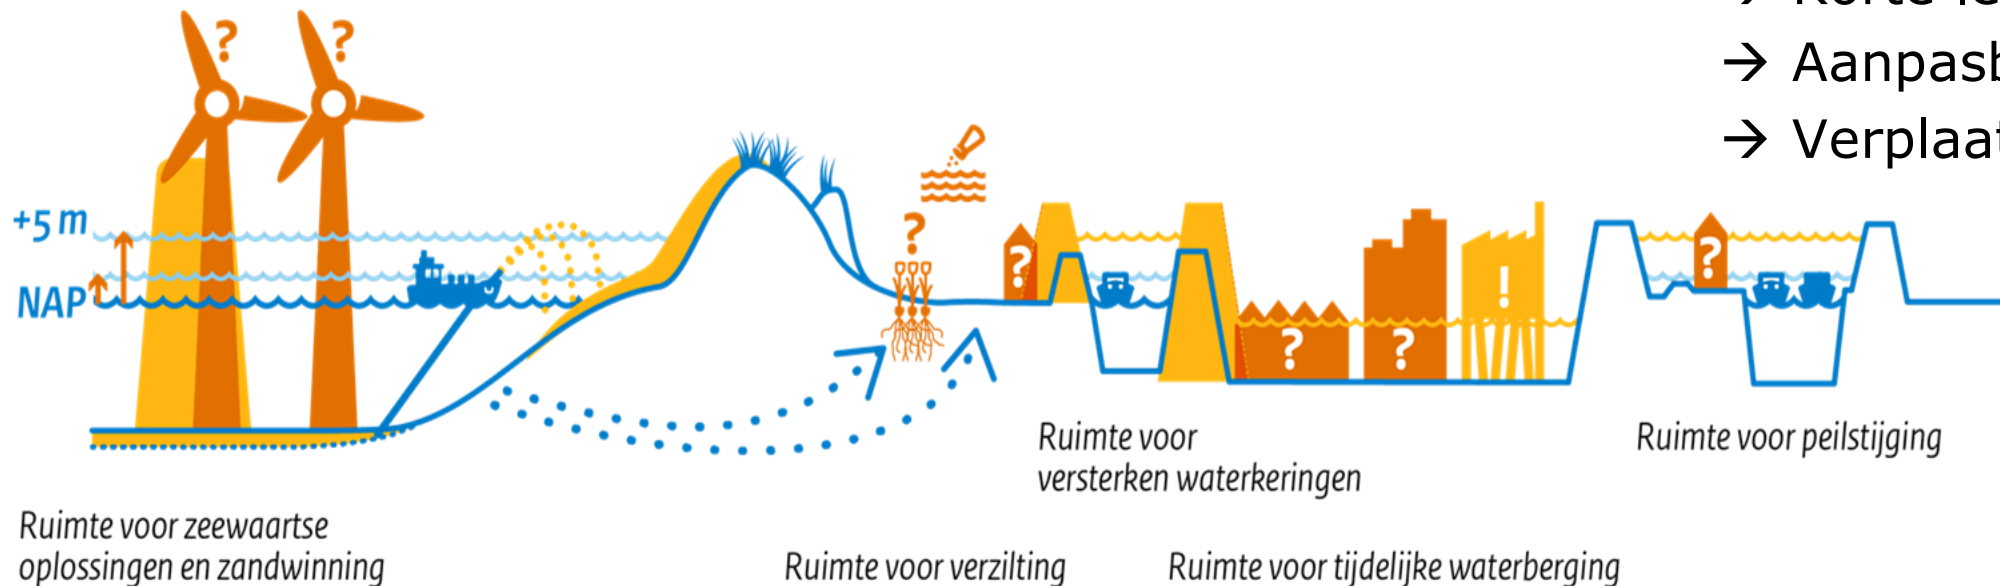 → Korte
→ Aanpasb
→ Verplaat
? ?
+5 m
NAP
?
?
? ? !
?
Ruimte voor
versterken waterkeringen
Ruimte voor peilstijging
Ruimte voor zeewaartse
oplossingen en zandwinning
Ruimte voor verzilting
Ruimte voor tijdelijke waterberging